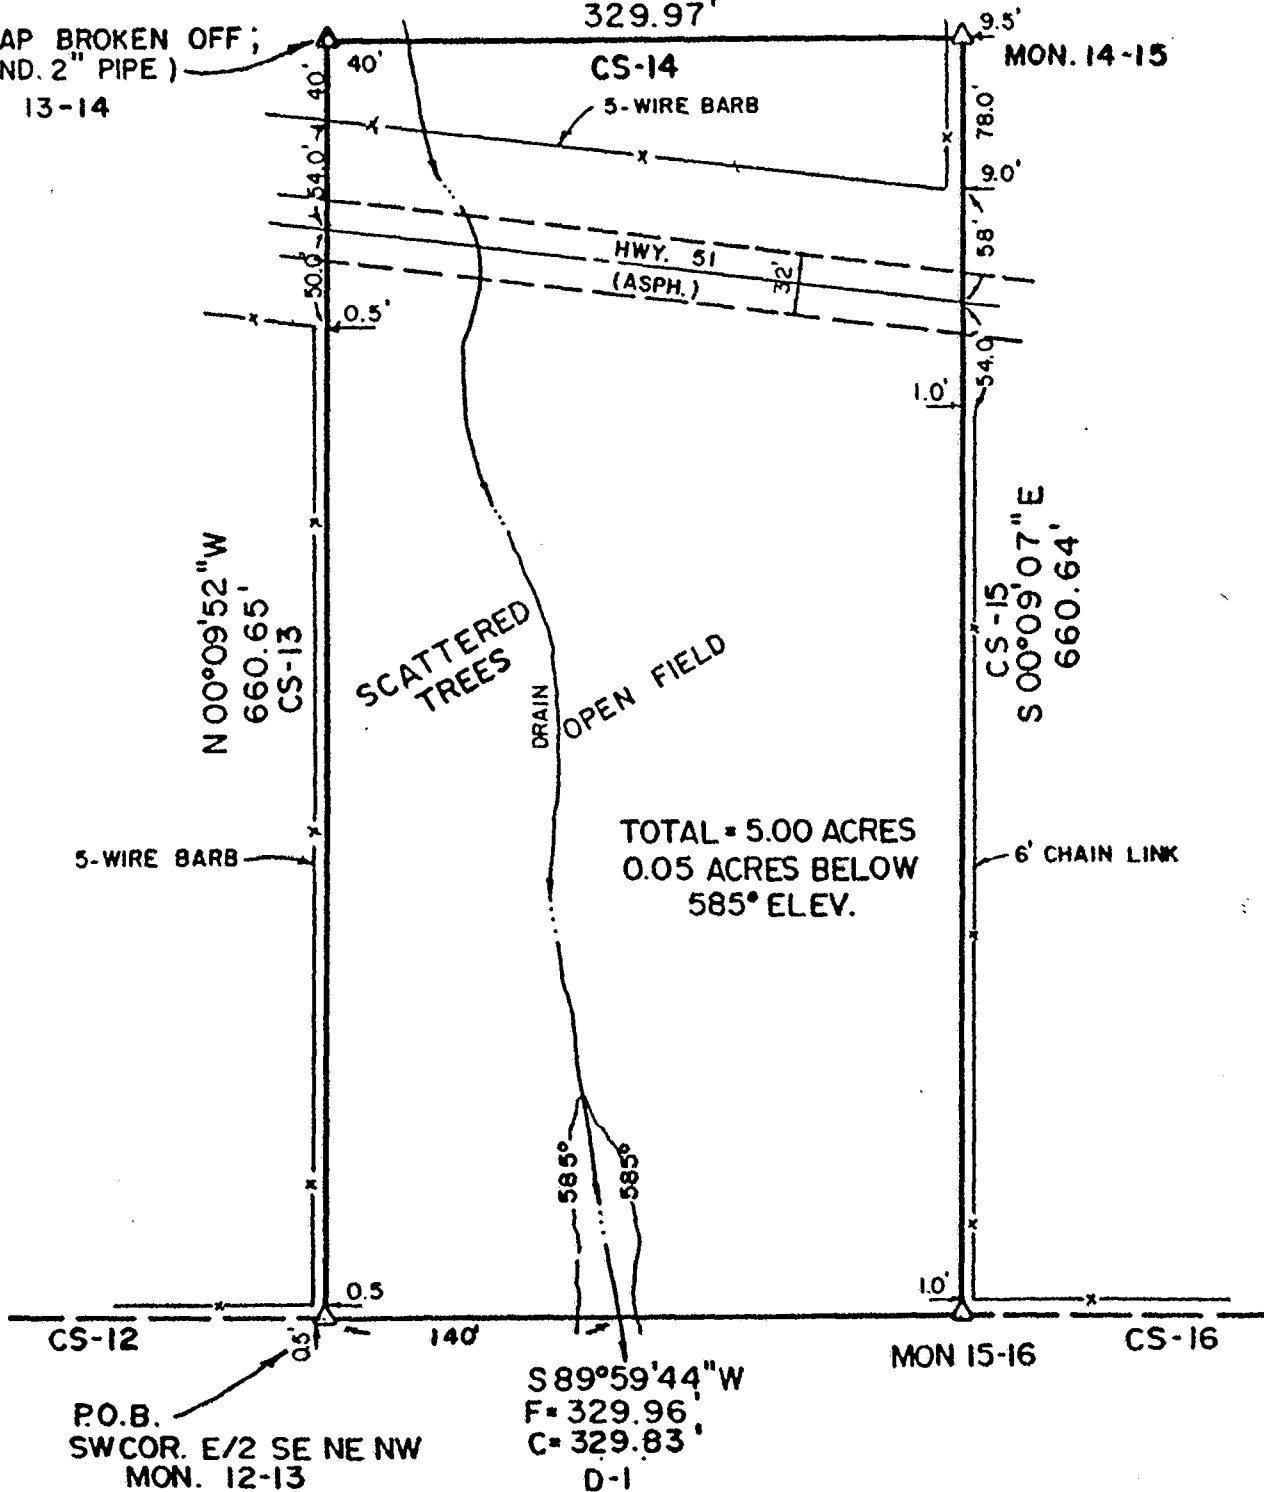 329.97'
AP BROKEN OFF;
ND. 2" PIPE)
13-14
40'
40'
CS-14
9.5'
MON. 14-15
5-WIRE BARB
78.0'
54.0'
9.0'
HWY. 51
(ASPH.)
32'
58'
50.0'
0.5'
54.0
1.0'
N 00°09'52"W
660.65'
CS-13
CS-15
S 00°09'07"E
660.64'
SCATTERED
TREES
DRAIN
OPEN FIELD
TOTAL = 5.00 ACRES
0.05 ACRES BELOW
585° ELEV.
5-WIRE BARB
6' CHAIN LINK
585°
585°
0.5
1.0'
CS-12
0.5'
140'
MON 15-16
CS-16
S 89°59'44"W
F= 329.96'
C= 329.83'
D-1
P.O.B.
SW COR. E/2 SE NE NW
MON. 12-13